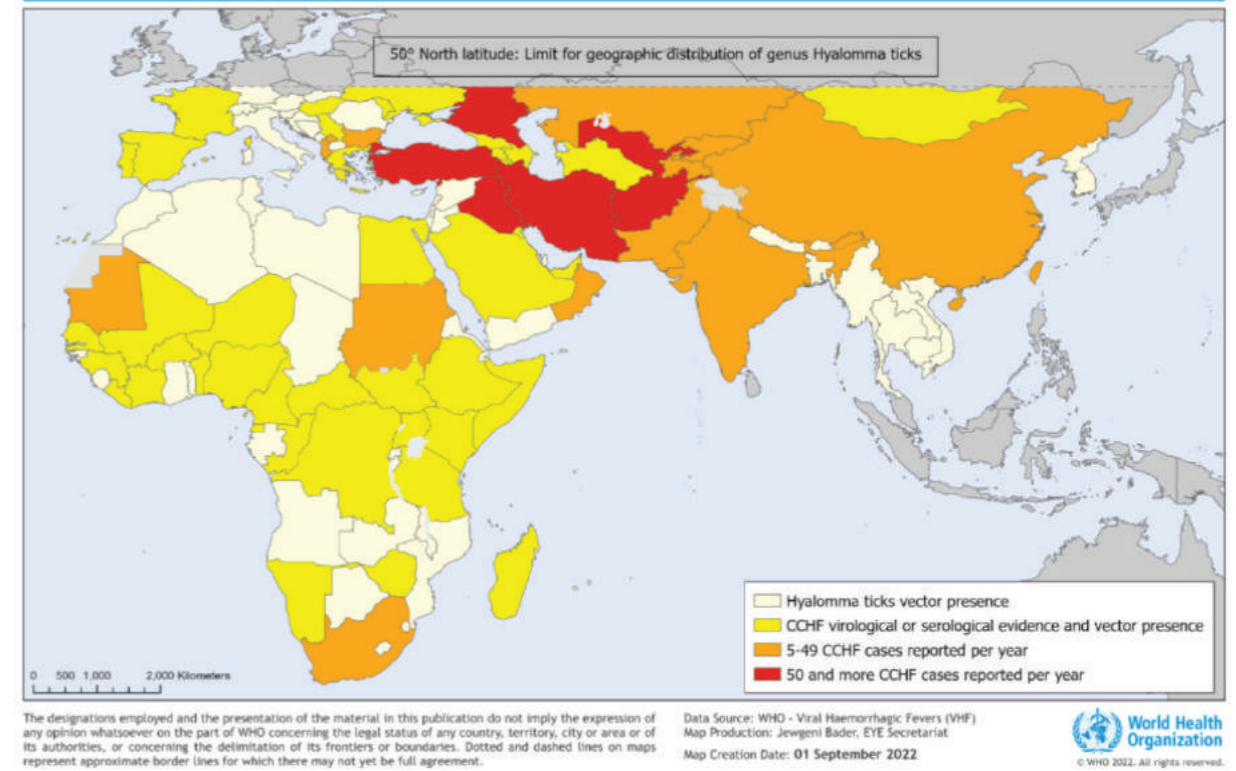 50° North latitude: Limit for geographic distribution of genus Hyalomma ticks
Hyalomma ticks vector presence
CCHF virological or serological evidence and vector presence
5-49 CCHF cases reported per year
50 and more CCHF cases reported per year
0 500 1,000 2,000 Kilometers
The designations employed and the presentation of the material in this publication do not imply the expression of
any opinion whatsoever on the part of WHO concerning the legal status of any country, territory, city or area or of
its authorities, or concerning the delimitation of its frontiers or boundaries. Dotted and dashed lines on maps
represent approximate border lines for which there may not yet be full agreement.
Data Source: WHO - Viral Haemorrhagic Fevers (VHF)
Map Production: Jewgeni Bader, EYE Secretariat
Map Creation Date: 01 September 2022
World Health
Organization
© WHO 2022. All rights reserved.